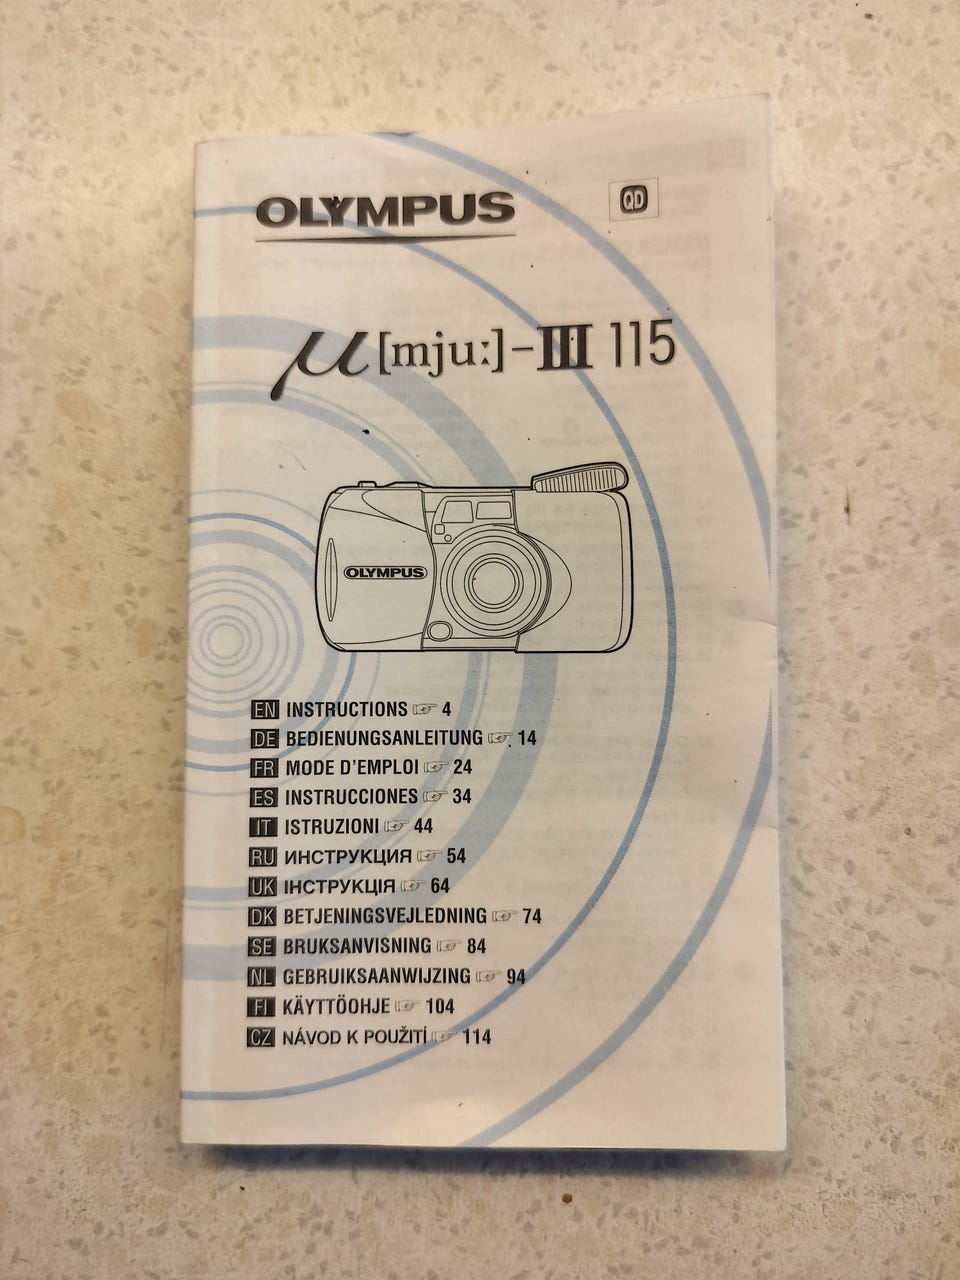 OLYMPUS
QD
µ[mju:]-III 115
OLYMPUS
EN INSTRUCTIONS ☞ 4
DE BEDIENUNGSANLEITUNG ☞ 14
FR MODE D'EMPLOI ☞ 24
ES INSTRUCCIONES ☞ 34
IT ISTRUZIONI ☞ 44
RU ИНСТРУКЦИЯ ☞ 54
UK ІНСТРУКЦІЯ ☞ 64
DK BETJENINGSVEJLEDNING ☞ 74
SE BRUKSANVISNING ☞ 84
NL GEBRUIKSAANWIJZING ☞ 94
FI KÄYTTÖOHJE ☞ 104
CZ NÁVOD K POUŽITÍ ☞ 114